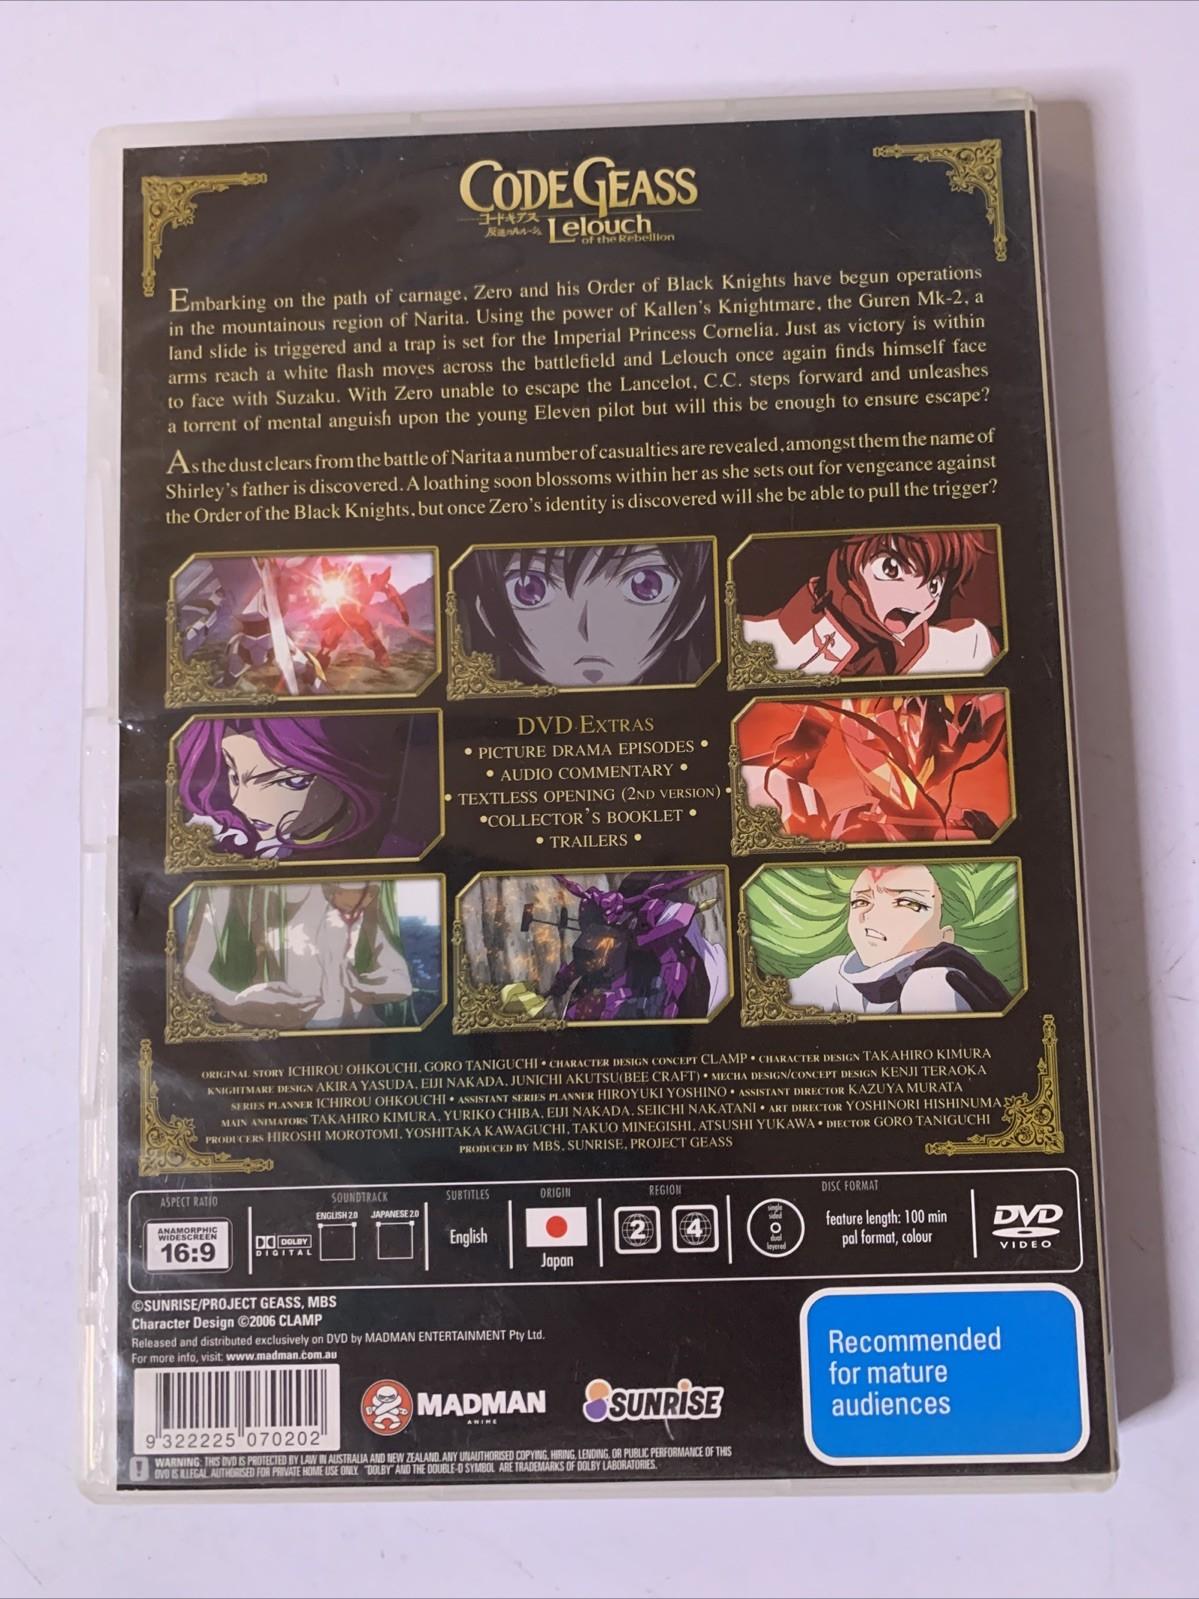 CODE GEASS
コードギアス
反逆のルルーシュ Lelouch
of the Rebellion
Embarking on the path of carnage, Zero and his Order of Black Knights have begun operations
in the mountainous region of Narita. Using the power of Kallen's Knightmare, the Guren Mk-2, a
land slide is triggered and a trap is set for the Imperial Princess Cornelia. Just as victory is within
arms reach a white flash moves across the battlefield and Lelouch once again finds himself face
to face with Suzaku. With Zero unable to escape the Lancelot, C.C. steps forward and unleashes
a torrent of mental anguish upon the young Eleven pilot but will this be enough to ensure escape?
As the dust clears from the battle of Narita a number of casualties are revealed, amongst them the name of
Shirley's father is discovered. A loathing soon blossoms within her as she sets out for vengeance against
the Order of the Black Knights, but once Zero's identity is discovered will she be able to pull the trigger?
DVD EXTRAS
• PICTURE DRAMA EPISODES •
• AUDIO COMMENTARY •
• TEXTLESS OPENING (2ND VERSION) •
•COLLECTOR'S BOOKLET •
• TRAILERS •
ORIGINAL STORY ICHIROU OHKOUCHI, GORO TANIGUCHI • CHARACTER DESIGN CONCEPT CLAMP • CHARACTER DESIGN TAKAHIRO KIMURA
KNIGHTMARE DESIGN AKIRA YASUDA, EIJI NAKADA, JUNICHI AKUTSU(BEE CRAFT) • MECHA DESIGN/CONCEPT DESIGN KENJI TERAOKA
SERIES PLANNER ICHIROU OHKOUCHI • ASSISTANT SERIES PLANNER HIROYUKI YOSHINO • ASSISTANT DIRECTOR KAZUYA MURATA
MAIN ANIMATORS TAKAHIRO KIMURA, YURIKO CHIBA, EIJI NAKADA, SEIICHI NAKATANI • ART DIRECTOR YOSHINORI HISHINUMA
PRODUCERS HIROSHI MOROTOMI, YOSHITAKA KAWAGUCHI, TAKUO MINEGISHI, ATSUSHI YUKAWA • DIECTOR GORO TANIGUCHI
PRODUCED BY MBS, SUNRISE, PROJECT GEASS
ASPECT RATIO
ANAMORPHIC
WIDESCREEN
16:9
SOUNDTRACK
DOLBY
DIGITAL
ENGLISH 2.0 JAPANESE 2.0
SUBTITLES
English
ORIGIN
Japan
REGION
2 4
DISC FORMAT
single
sided
dual
layered
feature length: 100 min
pal format, colour
DVD
VIDEO
©SUNRISE/PROJECT GEASS, MBS
Character Design ©2006 CLAMP
Released and distributed exclusively on DVD by MADMAN ENTERTAINMENT Pty Ltd.
For more info, visit: www.madman.com.au
9 322225 070202
MADMAN
ANIME
SUNRISE
Recommended
for mature
audiences
WARNING: THIS DVD IS PROTECTED BY LAW IN AUSTRALIA AND NEW ZEALAND. ANY UNAUTHORISED COPYING, HIRING, LENDING, OR PUBLIC PERFORMANCE OF THIS
DVD IS ILLEGAL. AUTHORISED FOR PRIVATE HOME USE ONLY. "DOLBY" AND THE DOUBLE-D SYMBOL ARE TRADEMARKS OF DOLBY LABORATORIES.